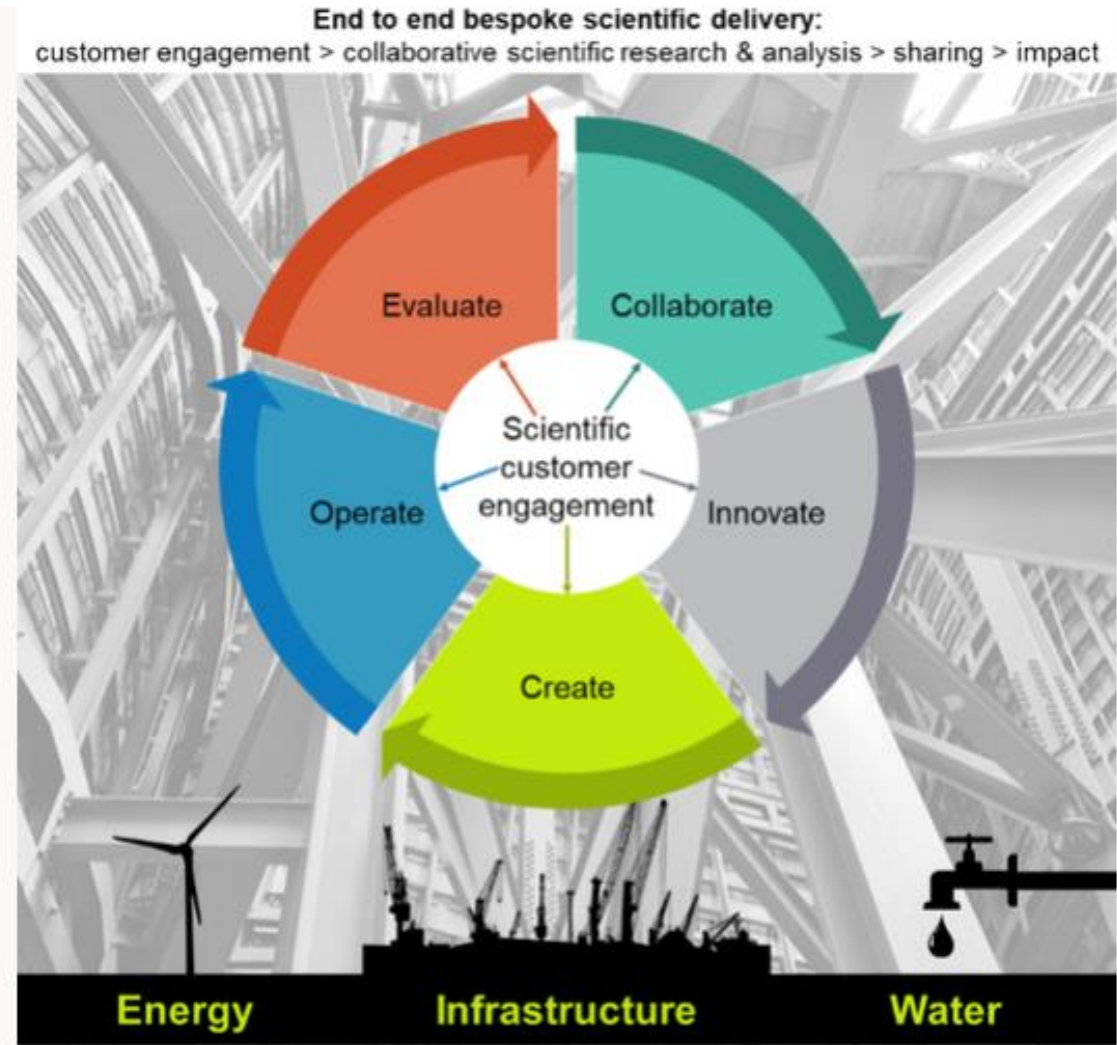 End to end bespoke scientific delivery:
customer engagement > collaborative scientific research & analysis > sharing > impact
Evaluate
Collaborate
Scientific
customer
engagement
Operate
Innovate
Create
Energy
Infrastructure
Water